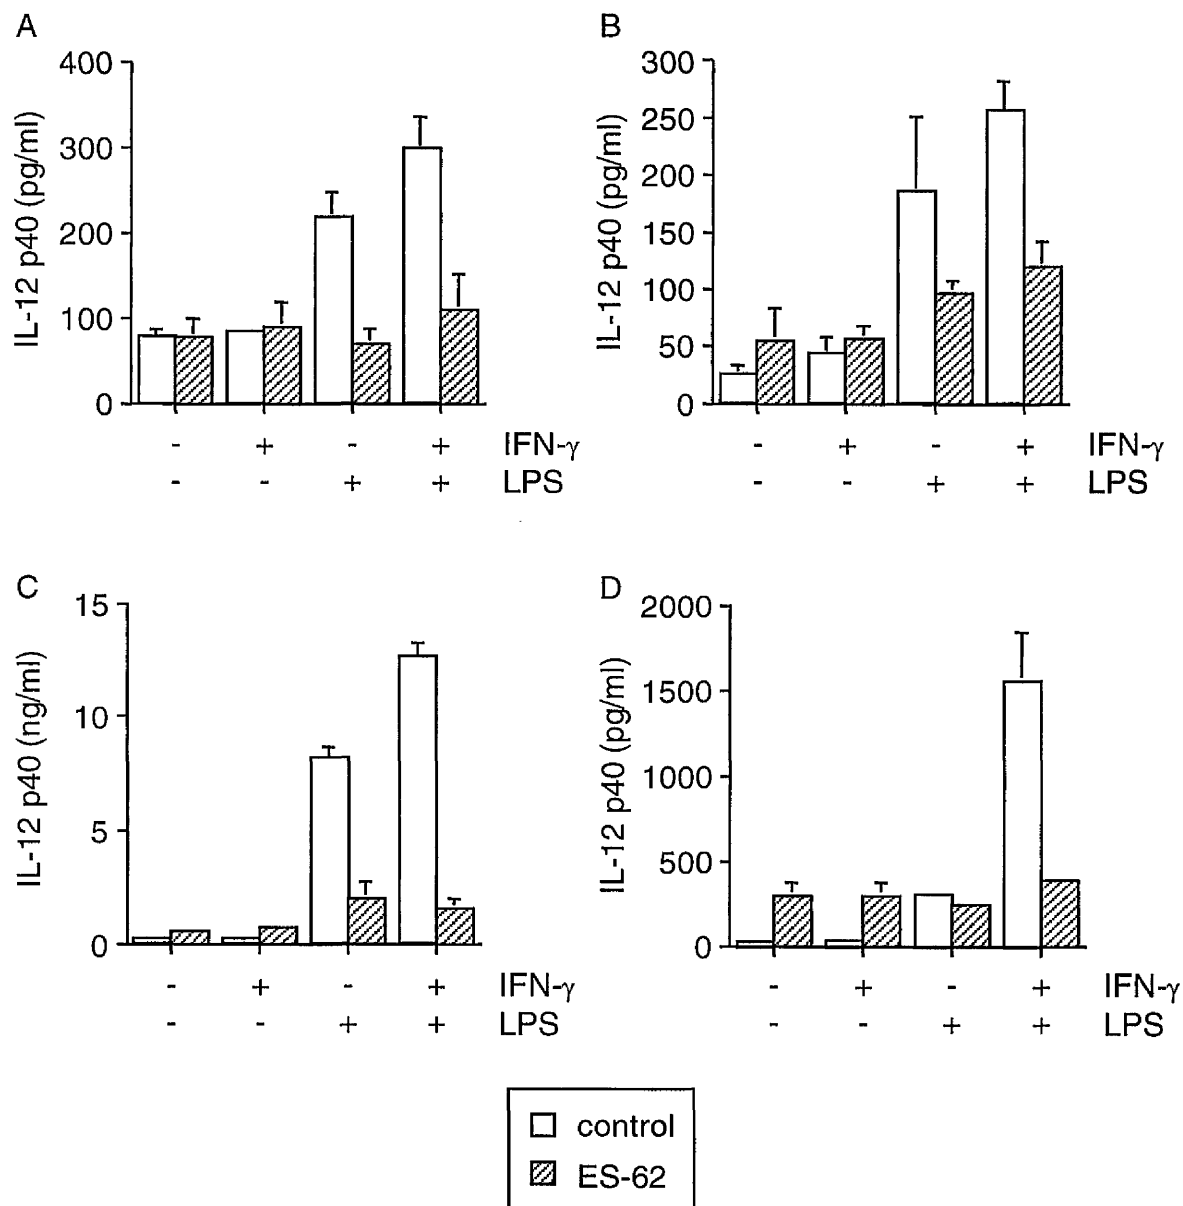 A
IL-12 p40 (pg/ml)
400
300
200
100
0
- + - + IFN-γ
- - + + LPS
B
IL-12 p40 (pg/ml)
300
250
200
150
100
50
0
- + - + IFN-γ
- - + + LPS
C
IL-12 p40 (ng/ml)
15
10
5
0
- + - + IFN-γ
- - + + LPS
D
IL-12 p40 (pg/ml)
2000
1500
1000
500
0
- + - + IFN-γ
- - + + LPS
control
ES-62